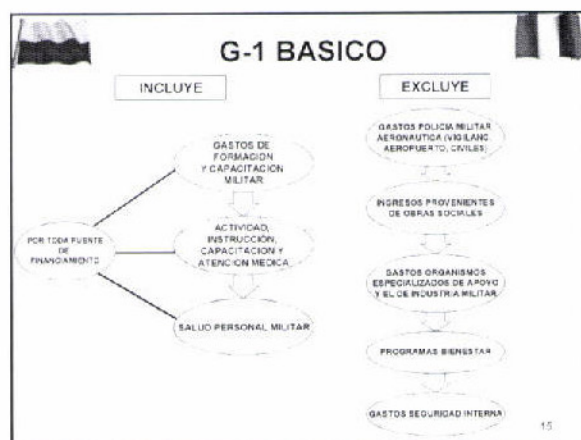 G-1 BASICO
INCLUYE
GASTOS DE
FORMACION
Y CAPACITACION
MILITAR
POR TODA FUENTE
DE
FINANCIAMIENTO
ACTIVIDAD,
INSTRUCCIÓN,
CAPACITACION Y
ATENCION MEDICA
SALUD PERSONAL MILITAR
EXCLUYE
GASTOS POLICIA MILITAR
AERONAUTICA (VIGILANC.
AEROPUERTO, CIVILES)
INGRESOS PROVENIENTES
DE OBRAS SOCIALES
GASTOS ORGANISMOS
ESPECIALIZADOS DE APOYO
Y EL DE INDUSTRIA MILITAR
PROGRAMAS BIENESTAR
GASTOS SEGURIDAD INTERNA
15